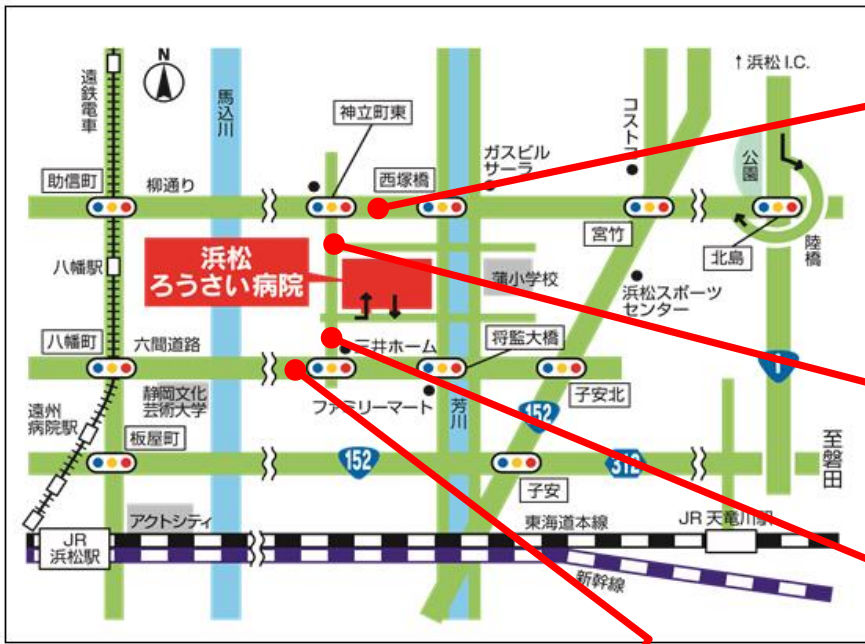 ↑浜松I.C.
N
遠鉄電車
馬込川
神立町東
コストコ
ガスビル
サーラ
公園
助信町
柳通り
西塚橋
宮竹
北島
陸橋
八幡駅
浜松
ろうさい病院
蒲小学校
浜松スポーツ
センター
八幡町
六間道路
三井ホーム
将監大橋
1
静岡文化
芸術大学
ファミリーマート
芳川
子安北
遠州
病院駅
152
板屋町
152
312
子安
至磐田
アクトシティ
東海道本線
JR天竜川駅
JR
浜松駅
新幹線